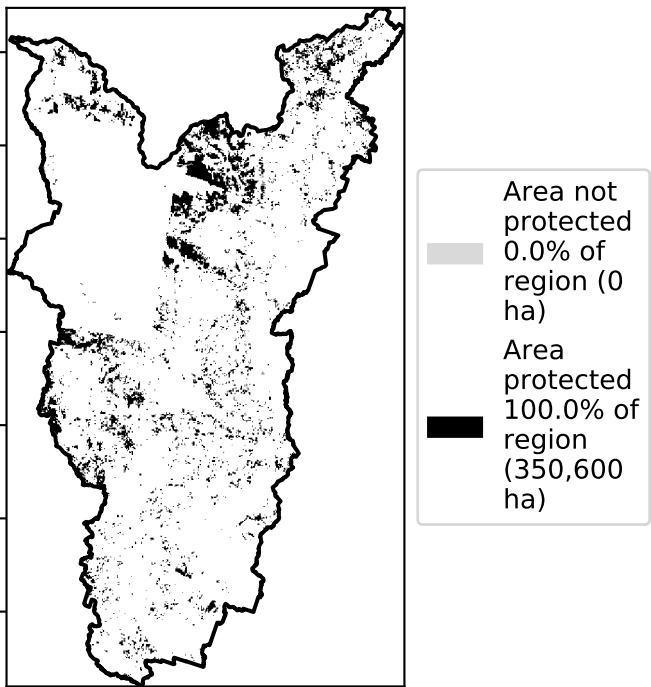 Area not
protected
0.0% of
region (0
ha)
Area
protected
100.0% of
region
(350,600
ha)